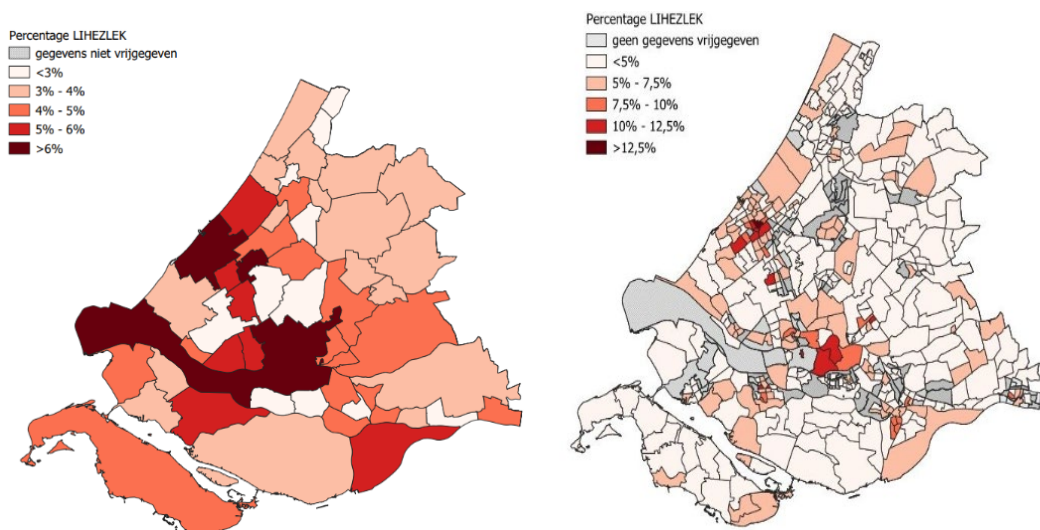 Percentage LIHEZLEK
gegevens niet vrijgegeven
<3%
3% - 4%
4% - 5%
5% - 6%
>6%
Percentage LIHEZLEK
geen gegevens vrijgegeven
<5%
5% - 7,5%
7,5% - 10%
10% - 12,5%
>12,5%